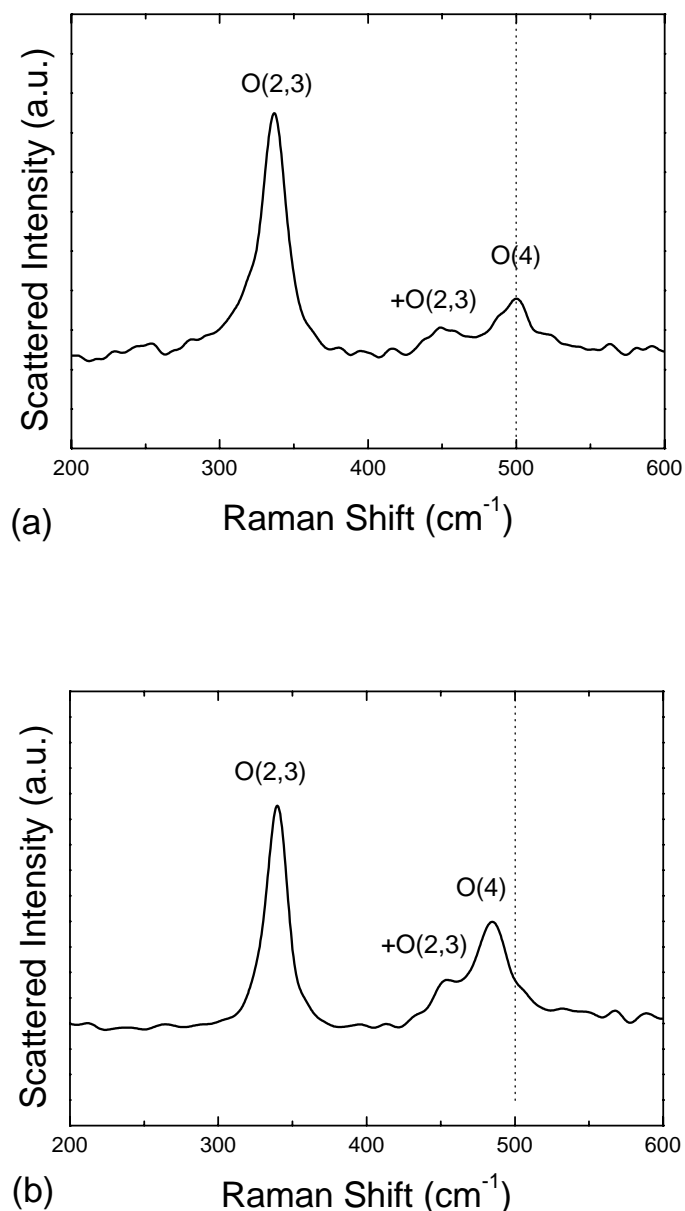 O(2,3)
O(4)
+O(2,3)
Scattered Intensity (a.u.)
200 300 400 500 600
Raman Shift (cm⁻¹)
(a)
O(2,3)
O(4)
+O(2,3)
Scattered Intensity (a.u.)
200 300 400 500 600
Raman Shift (cm⁻¹)
(b)